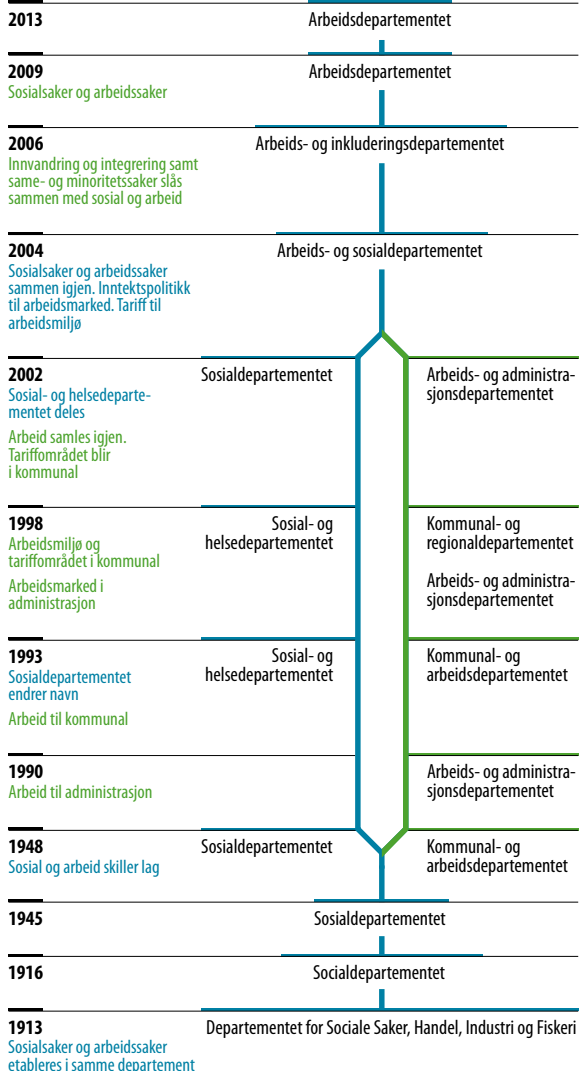 2013
Arbeidsdepartementet
2009
Sosialsaker og arbeidssaker
Arbeidsdepartementet
2006
Innvandring og integrering samt
same- og minoritetssaker slås
sammen med sosial og arbeid
Arbeids- og inkluderingsdepartementet
2004
Sosialsaker og arbeidssaker
sammen igjen. Inntektspolitikk
til arbeidsmarked. Tariff til
arbeidsmiljø
Arbeids- og sosialdepartementet
2002
Sosial- og helsedeparte-
mentet deles
Arbeid samles igjen.
Tariffområdet blir
i kommunal
Sosialdepartementet
Arbeids- og administra-
sjonsdepartementet
1998
Arbeidsmiljø og
tariffområdet i kommunal
Arbeidsmarked i
administrasjon
Sosial- og
helsedepartementet
Kommunal- og
regionaldepartementet
Arbeids- og administra-
sjonsdepartementet
1993
Sosialdepartementet
endrer navn
Arbeid til kommunal
Sosial- og
helsedepartementet
Kommunal- og
arbeidsdepartementet
1990
Arbeid til administrasjon
Arbeids- og administra-
sjonsdepartementet
1948
Sosial og arbeid skiller lag
Sosialdepartementet
Kommunal- og
arbeidsdepartementet
1945
Sosialdepartementet
1916
Socialdepartementet
1913
Sosialsaker og arbeidssaker
etableres i samme departement
Departementet for Sociale Saker, Handel, Industri og Fiskeri